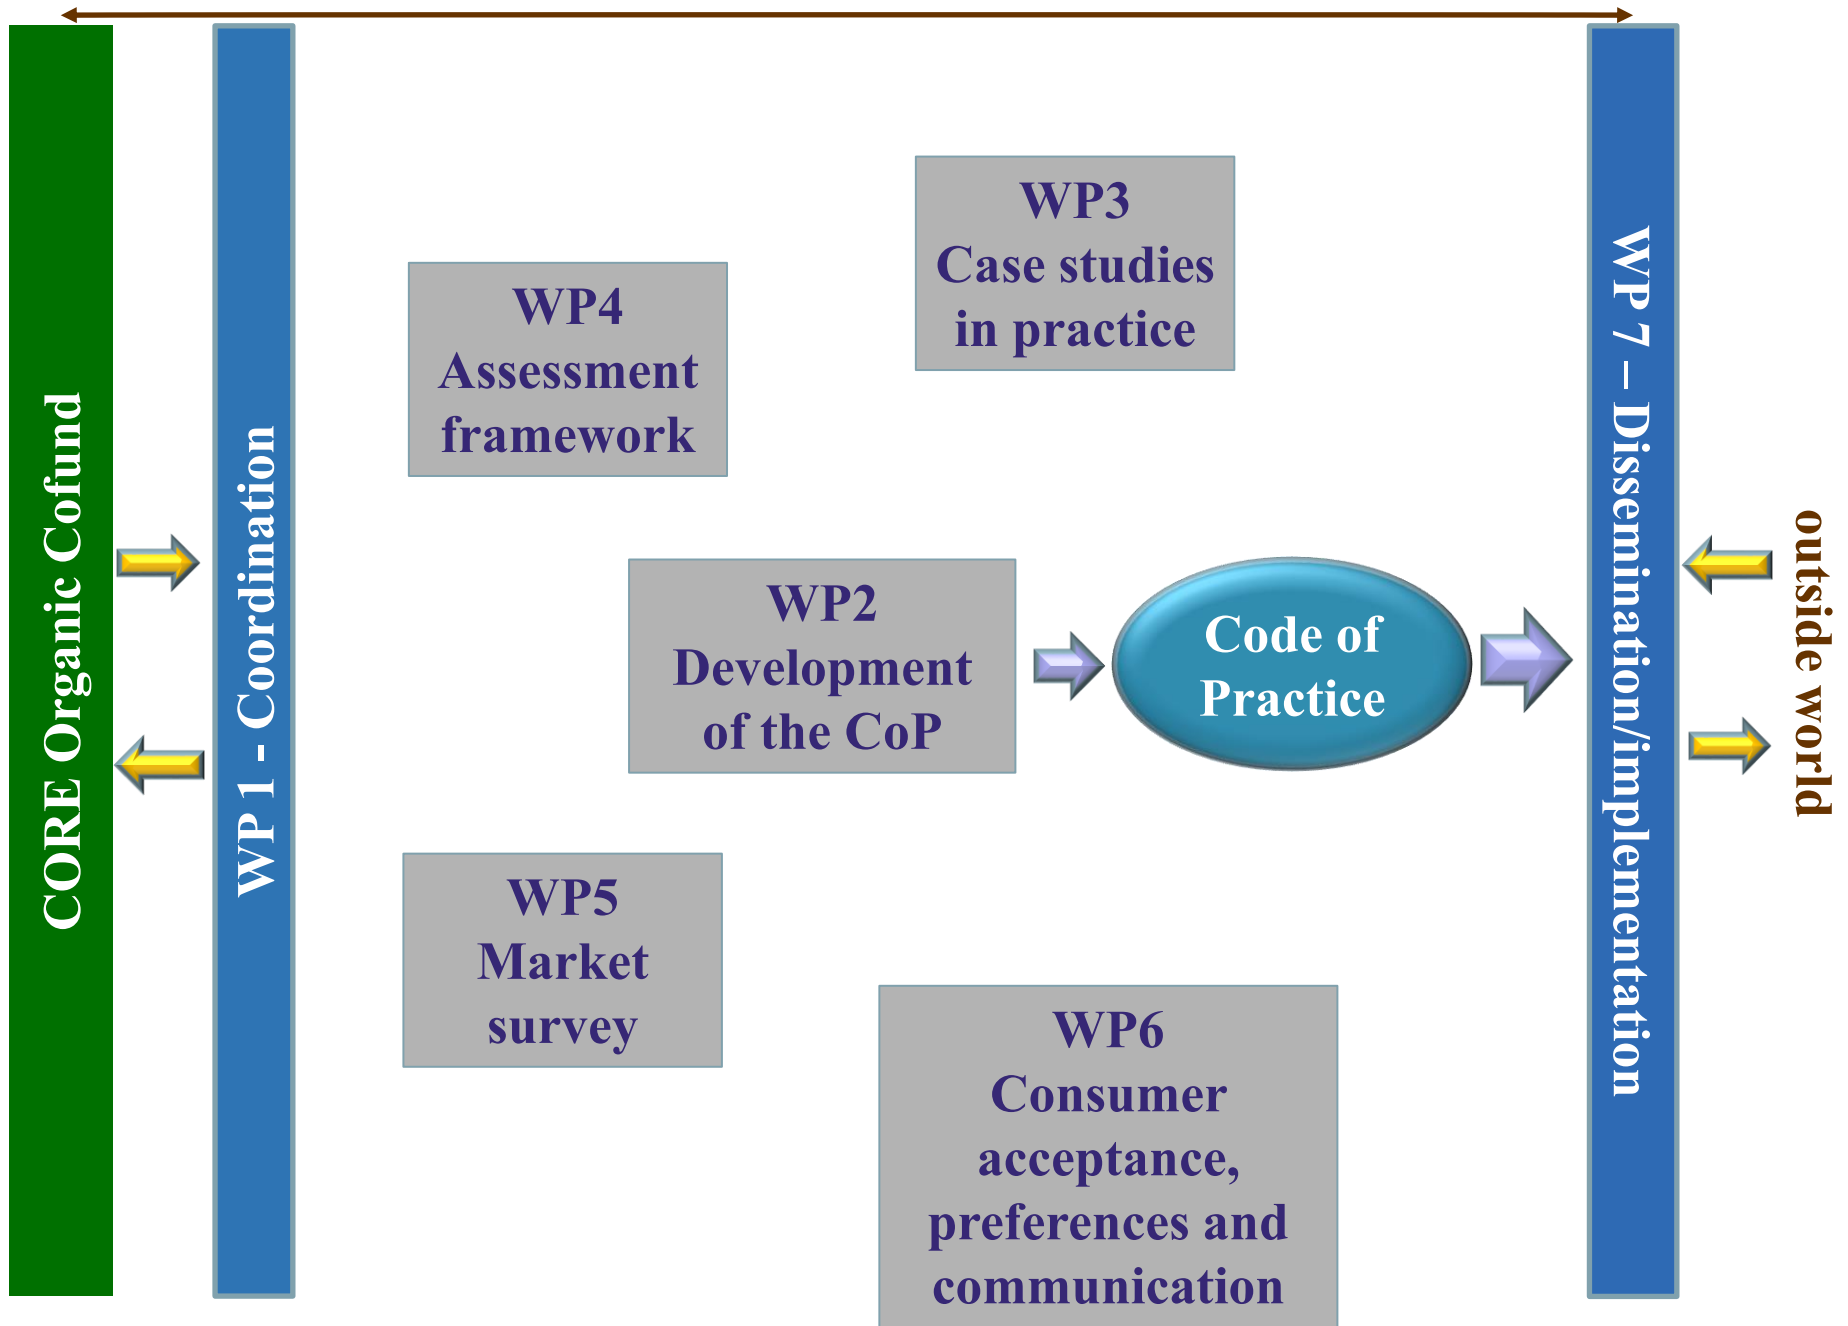 CORE Organic Cofund
WP 1 - Coordination
WP4
Assessment
framework
WP3
Case studies
in practice
WP2
Development
of the CoP
Code of
Practice
WP5
Market
survey
WP6
Consumer
acceptance,
preferences and
communication
WP 7 – Dissemination/implementation
outside world